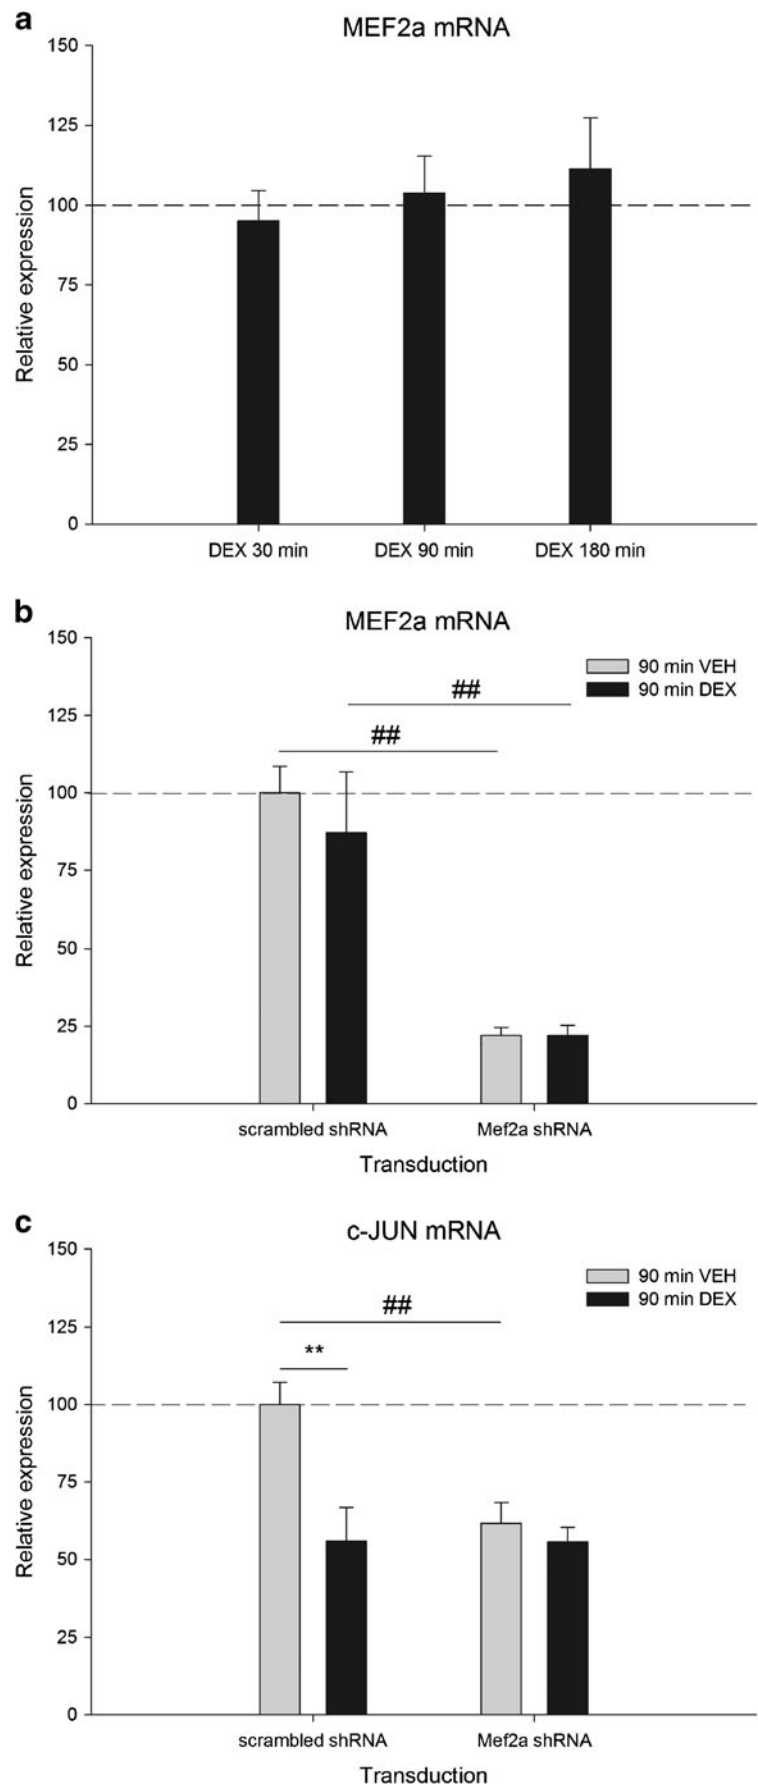 a
MEF2a mRNA
150
125
100
75
50
25
0
Relative expression
DEX 30 min DEX 90 min DEX 180 min
b
MEF2a mRNA
150
125
100
75
50
25
0
Relative expression
90 min VEH
90 min DEX
##
##
scrambled shRNA Mef2a shRNA
Transduction
c
c-JUN mRNA
150
125
100
75
50
25
0
Relative expression
90 min VEH
90 min DEX
##
**
scrambled shRNA Mef2a shRNA
Transduction